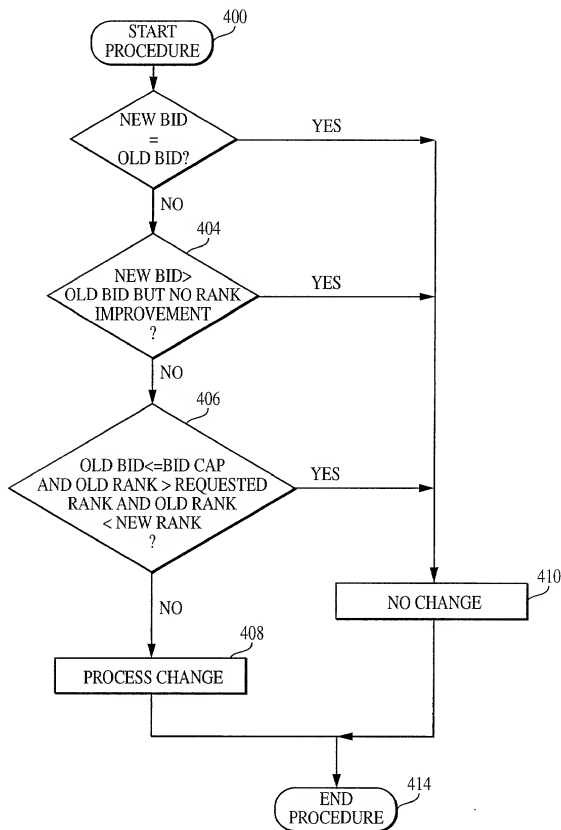 400
START
PROCEDURE
NEW BID
=
OLD BID?
YES
NO
404
NEW BID>
OLD BID BUT NO RANK
IMPROVEMENT
?
YES
NO
406
OLD BID<=BID CAP
AND OLD RANK > REQUESTED
RANK AND OLD RANK
< NEW RANK
?
YES
NO
410
NO CHANGE
408
PROCESS CHANGE
414
END
PROCEDURE